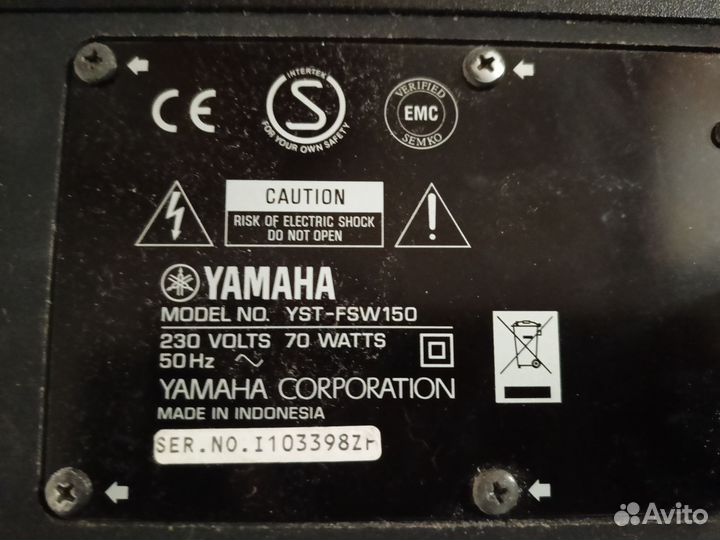 CE
INTERTEK
S
FOR YOUR OWN SAFETY
VERIFIED
EMC
SEMKO
CAUTION
RISK OF ELECTRIC SHOCK
DO NOT OPEN
YAMAHA
MODEL NO. YST-FSW150
230 VOLTS 70 WATTS
50Hz ~
YAMAHA CORPORATION
MADE IN INDONESIA
SER.NO.I103398Z
Avito